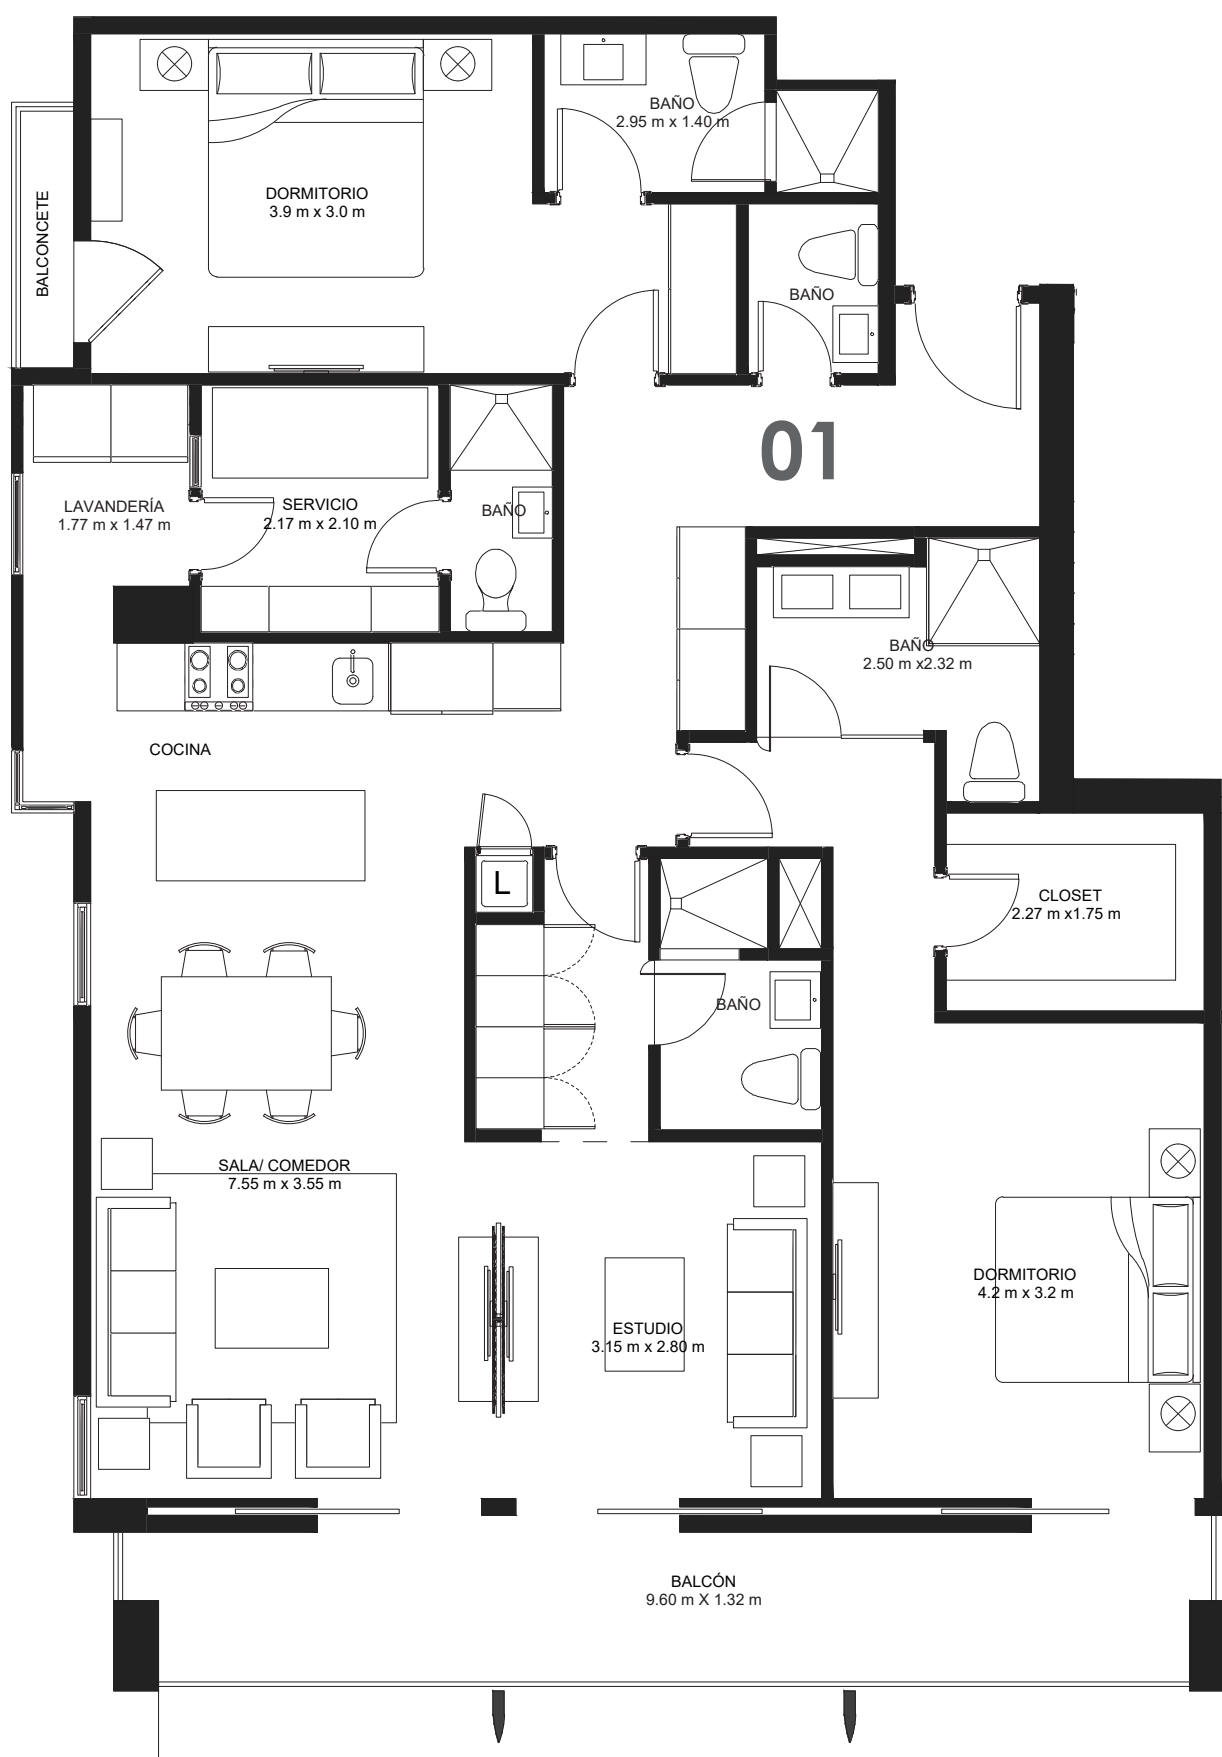 BAÑO
2.95 m x 1.40 m
DORMITORIO
3.9 m x 3.0 m
BALCONCETE
BAÑO
01
LAVANDERÍA
1.77 m x 1.47 m
SERVICIO
2.17 m x 2.10 m
BAÑO
BAÑO
2.50 m x2.32 m
COCINA
L
CLOSET
2.27 m x1.75 m
BAÑO
SALA/ COMEDOR
7.55 m x 3.55 m
DORMITORIO
4.2 m x 3.2 m
ESTUDIO
3.15 m x 2.80 m
BALCÓN
9.60 m X 1.32 m